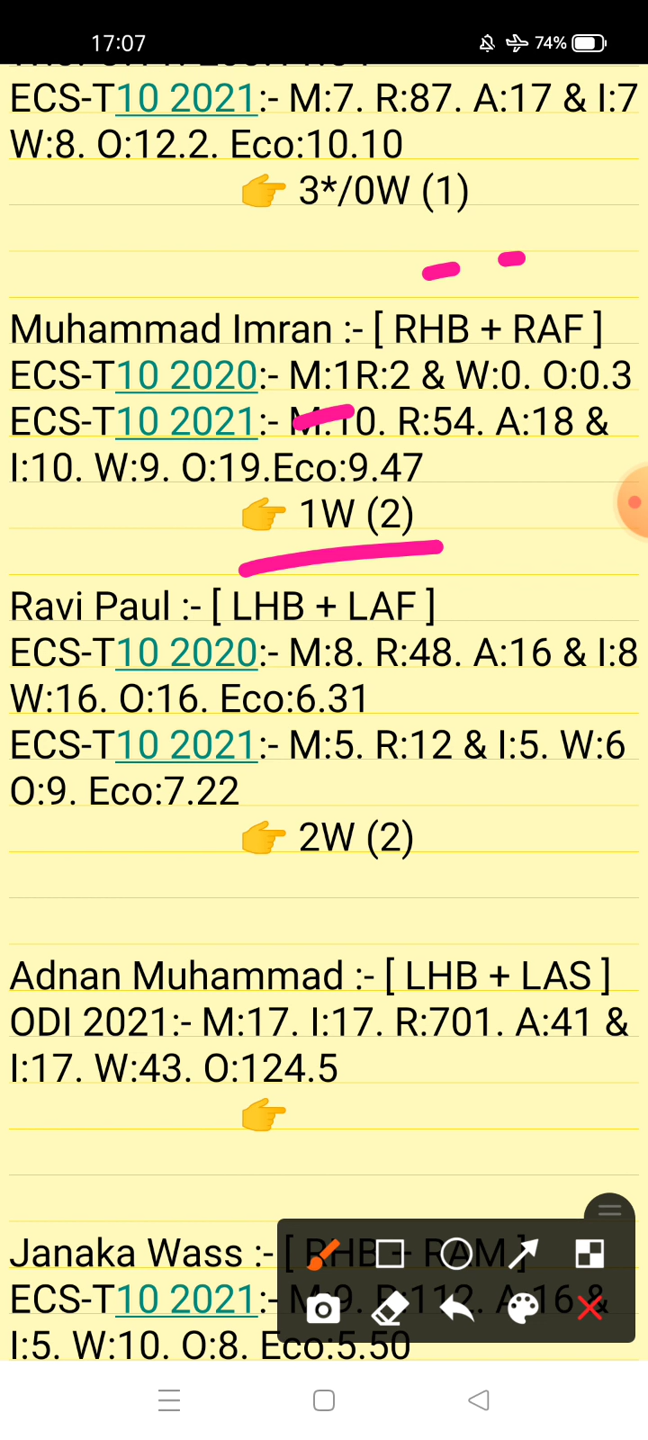 17:07
74%
ECS-T10 2021:- M:7. R:87. A:17 & I:7
W:8. O:12.2. Eco:10.10
👉 3*/0W (1)
Muhammad Imran :- [ RHB + RAF ]
ECS-T10 2020:- M:1R:2 & W:0. O:0.3
ECS-T10 2021:- M:10. R:54. A:18 &
I:10. W:9. O:19.Eco:9.47
👉 1W (2)
Ravi Paul :- [ LHB + LAF ]
ECS-T10 2020:- M:8. R:48. A:16 & I:8
W:16. O:16. Eco:6.31
ECS-T10 2021:- M:5. R:12 & I:5. W:6
O:9. Eco:7.22
👉 2W (2)
Adnan Muhammad :- [ LHB + LAS ]
ODI 2021:- M:17. I:17. R:701. A:41 &
I:17. W:43. O:124.5
👉
Janaka Wass :- [ RHB + RAM ]
ECS-T10 2021:- M:9. R:112. A:16 &
I:5. W:10. O:8. Eco:5.50